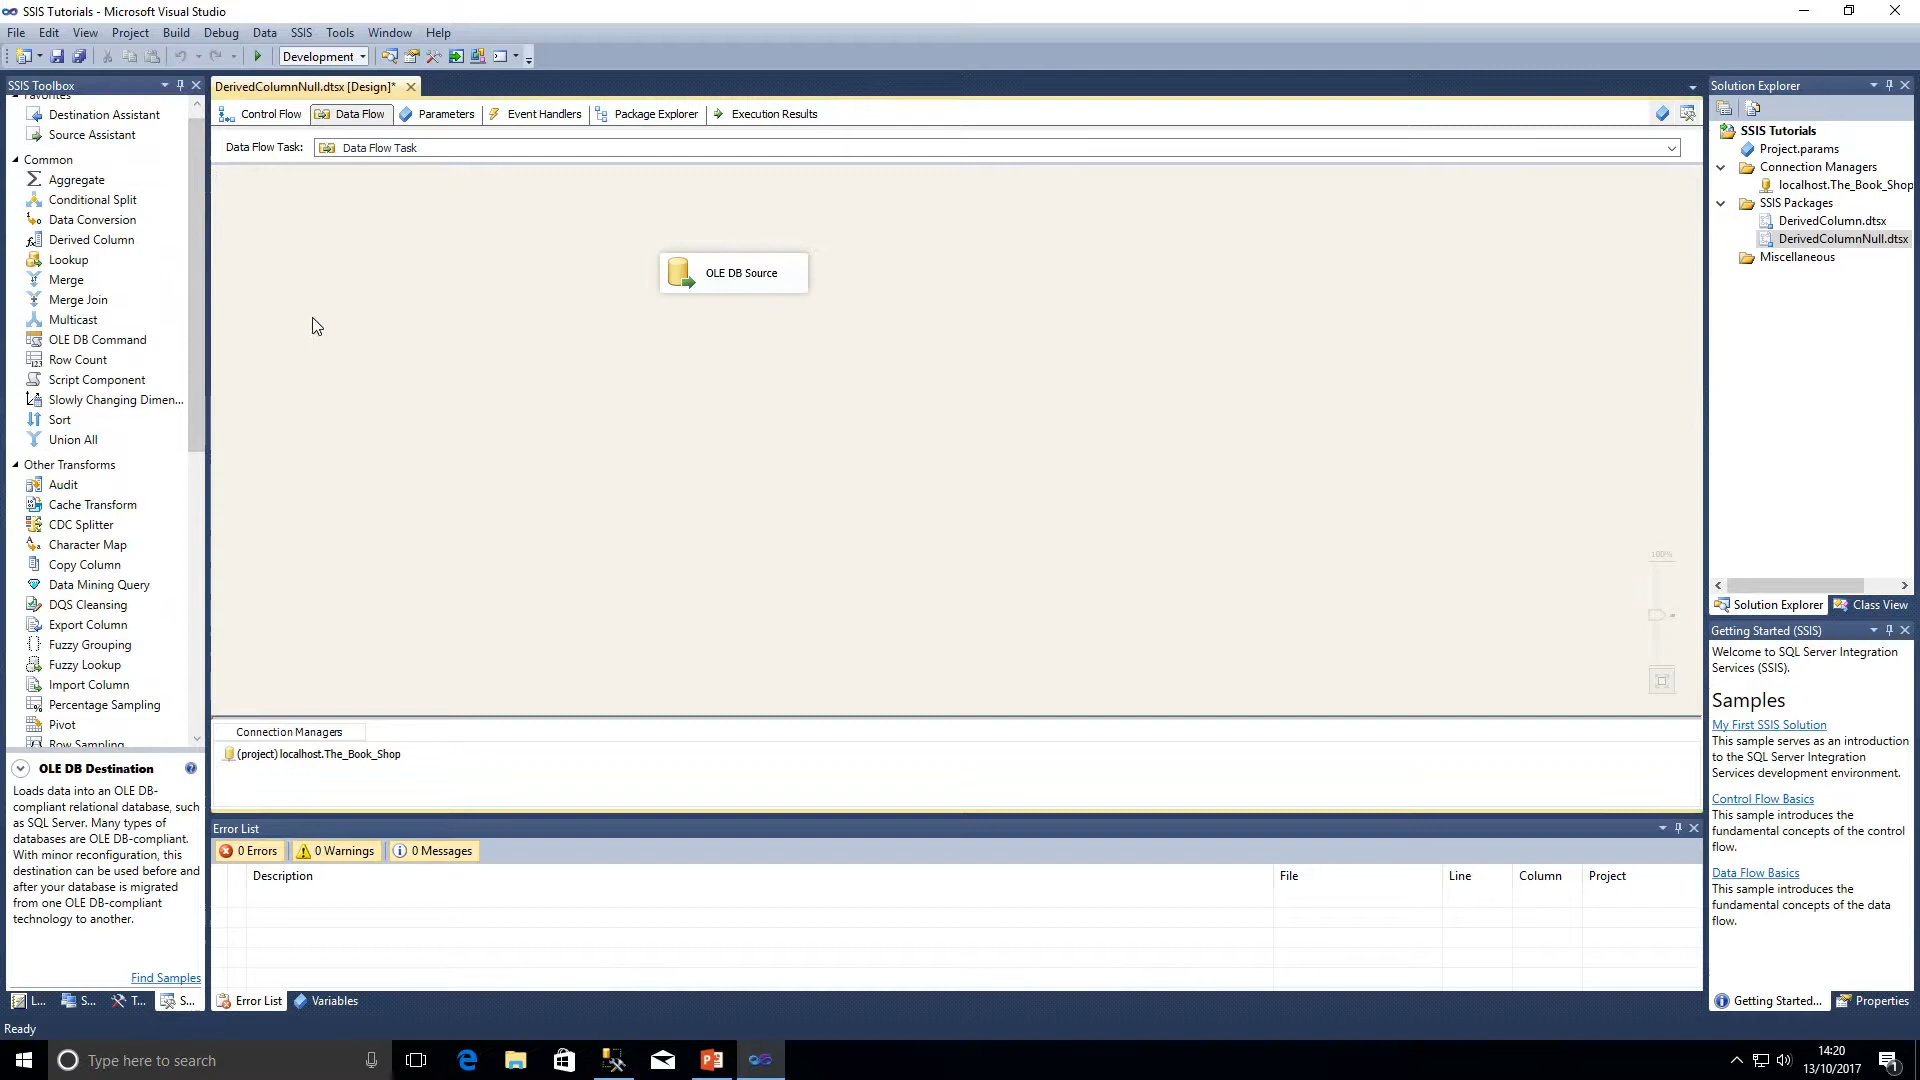 SSIS Tutorials - Microsoft Visual Studio
File Edit View Project Build Debug Data SSIS Tools Window Help
Development
SSIS Toolbox
Favorites
Destination Assistant
Source Assistant
Common
Aggregate
Conditional Split
Data Conversion
Derived Column
Lookup
Merge
Merge Join
Multicast
OLE DB Command
Row Count
Script Component
Slowly Changing Dimen...
Sort
Union All
Other Transforms
Audit
Cache Transform
CDC Splitter
Character Map
Copy Column
Data Mining Query
DQS Cleansing
Export Column
Fuzzy Grouping
Fuzzy Lookup
Import Column
Percentage Sampling
Pivot
Row Sampling
OLE DB Destination
Loads data into an OLE DB-
compliant relational database, such
as SQL Server. Many types of
databases are OLE DB-compliant.
With minor reconfiguration, this
destination can be used before and
after your database is migrated
from one OLE DB-compliant
technology to another.
Find Samples
L... S... T... S...
DerivedColumnNull.dtsx [Design]*
Control Flow Data Flow Parameters Event Handlers Package Explorer Execution Results
Data Flow Task: Data Flow Task
OLE DB Source
100%
Connection Managers
(project) localhost.The_Book_Shop
Error List
0 Errors 0 Warnings 0 Messages
Description File Line Column Project
Error List Variables
Solution Explorer
SSIS Tutorials
Project.params
Connection Managers
localhost.The_Book_Shop
SSIS Packages
DerivedColumn.dtsx
DerivedColumnNull.dtsx
Miscellaneous
Solution Explorer Class View
Getting Started (SSIS)
Welcome to SQL Server Integration
Services (SSIS).
Samples
My First SSIS Solution
This sample serves as an introduction
to the SQL Server Integration
Services development environment.
Control Flow Basics
This sample introduces the
fundamental concepts of the control
flow.
Data Flow Basics
This sample introduces the
fundamental concepts of the data
flow.
Getting Started... Properties
Ready
Type here to search
14:20
13/10/2017
1